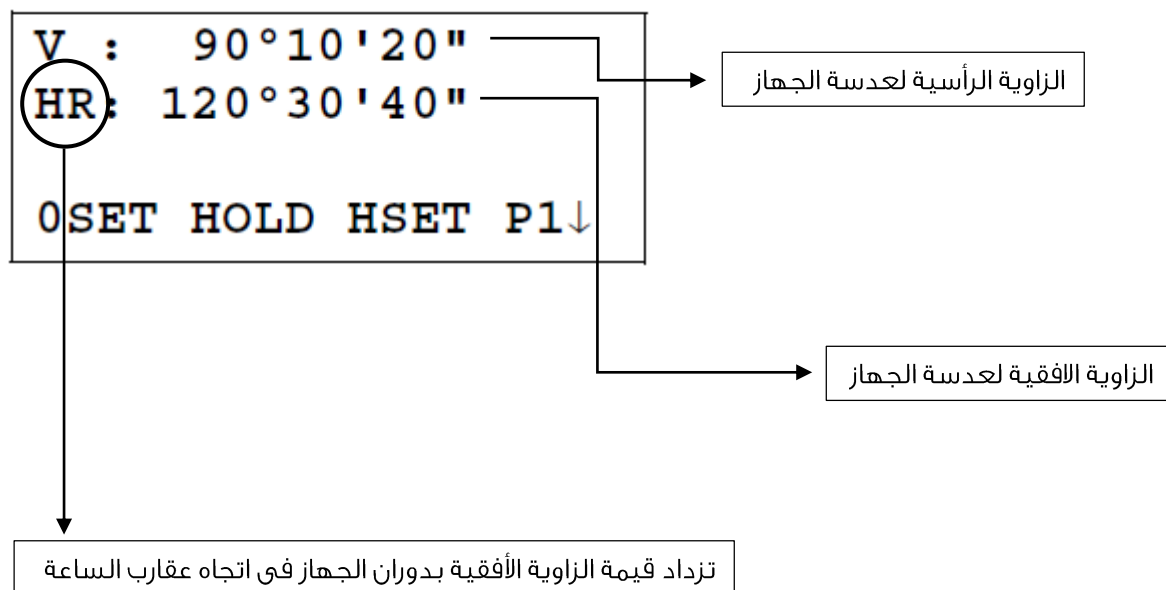 V : 90°10'20"
HR: 120°30'40"
0SET HOLD HSET P1↓
الزاوية الرأسية لعدسة الجهاز
الزاوية الافقية لعدسة الجهاز
تزداد قيمة الزاوية الأفقية بدوران الجهاز فى اتجاه عقارب الساعة